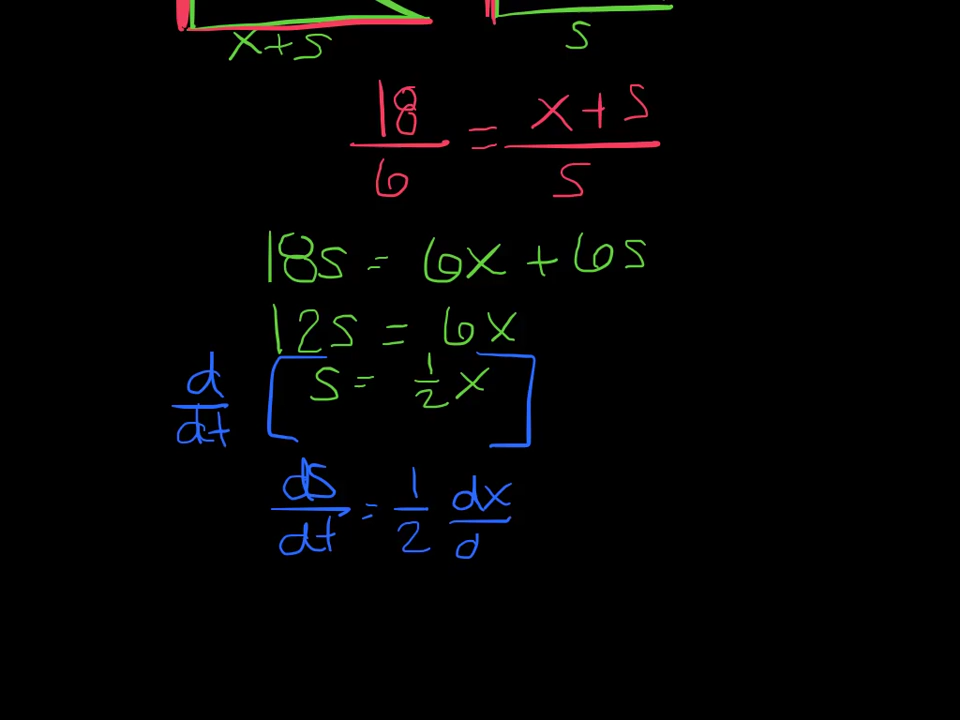 x+s s
18/6 = x+s/s
18s = 6x + 6s
12s = 6x
d/dt [s = 1/2 x]
ds/dt = 1/2 dx/d